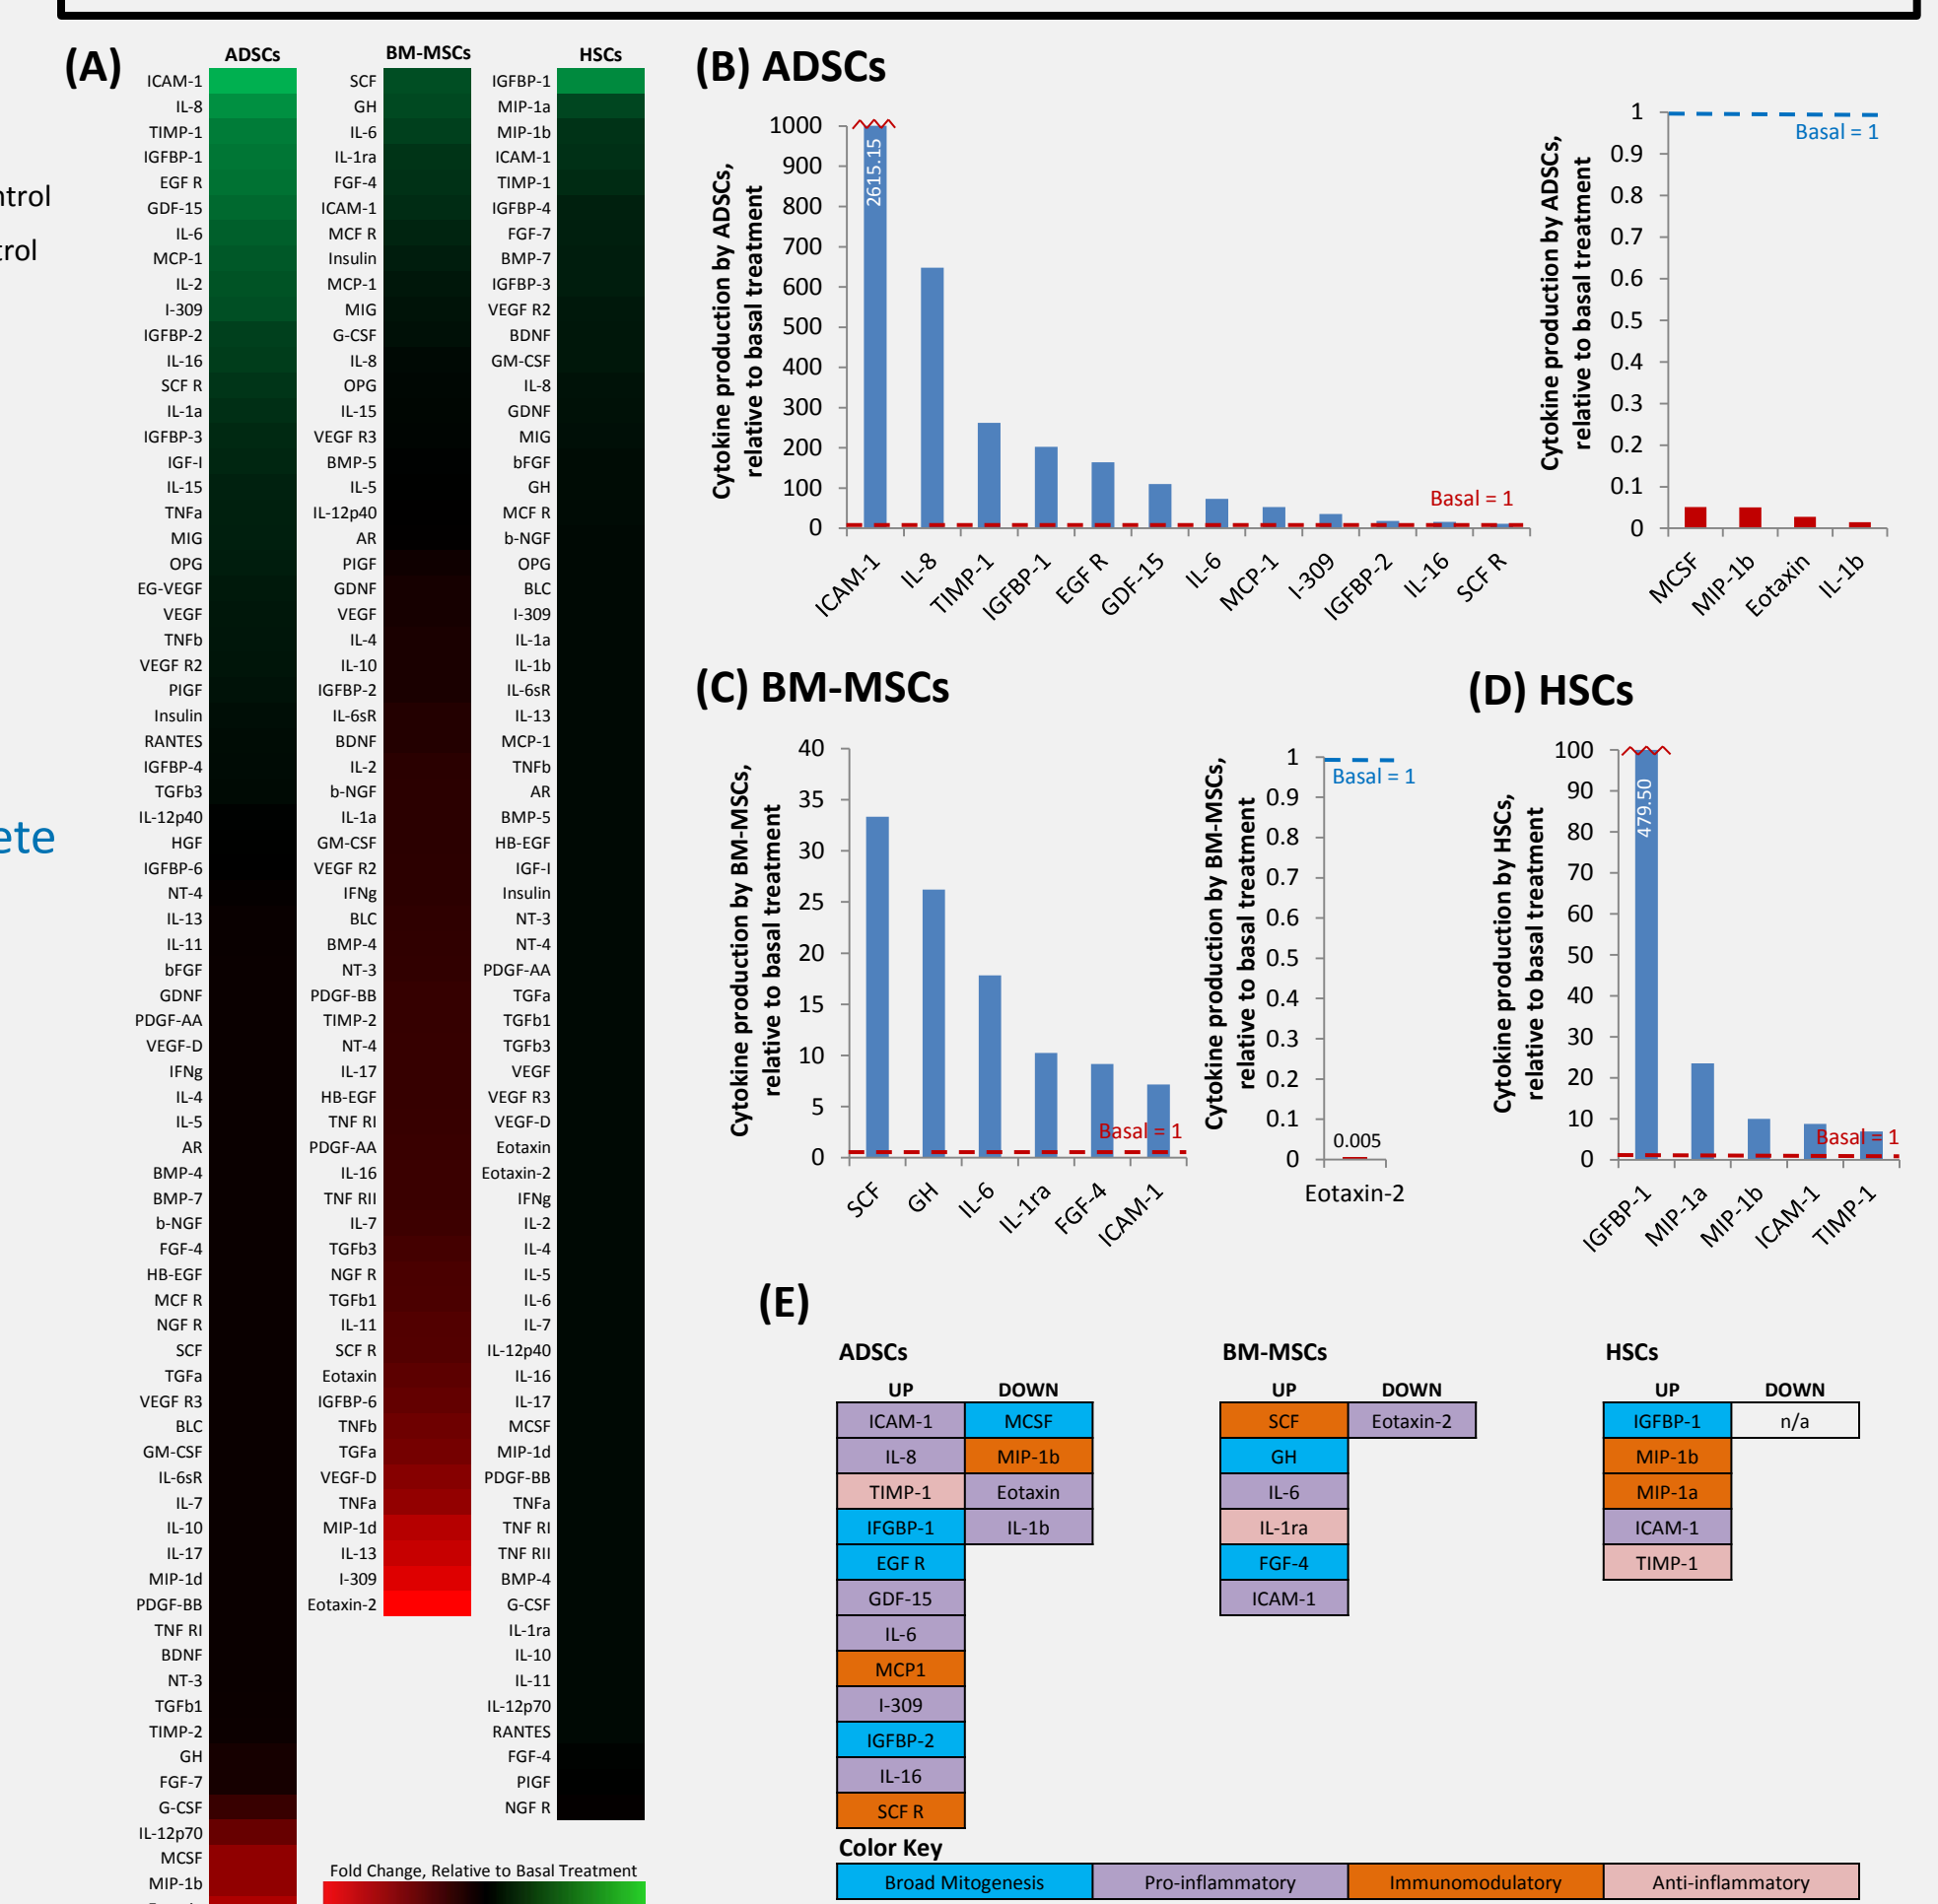 ntrol
trol
ete
(A)
ADSCs
ICAM-1
IL-8
TIMP-1
IGFBP-1
EGF R
GDF-15
IL-6
MCP-1
IL-2
I-309
IGFBP-2
IL-16
SCF R
IL-1a
IGFBP-3
IGF-I
IL-15
TNFa
MIG
OPG
EG-VEGF
VEGF
TNFb
VEGF R2
PIGF
Insulin
RANTES
IGFBP-4
TGFb3
IL-12p40
HGF
IGFBP-6
NT-4
IL-13
IL-11
bFGF
GDNF
PDGF-AA
VEGF-D
IFNg
IL-4
IL-5
AR
BMP-4
BMP-7
b-NGF
FGF-4
HB-EGF
MCF R
NGF R
SCF
TGFa
VEGF R3
BLC
GM-CSF
IL-6sR
IL-7
IL-10
IL-17
MIP-1d
PDGF-BB
TNF RI
BDNF
NT-3
TGFb1
TIMP-2
GH
FGF-7
G-CSF
IL-12p70
MCSF
MIP-1b
BM-MSCs
SCF
GH
IL-6
IL-1ra
FGF-4
ICAM-1
MCF R
Insulin
MCP-1
MIG
G-CSF
IL-8
OPG
IL-15
VEGF R3
BMP-5
IL-5
IL-12p40
AR
PIGF
GDNF
VEGF
IL-4
IL-10
IGFBP-2
IL-6sR
BDNF
IL-2
b-NGF
IL-1a
GM-CSF
VEGF R2
IFNg
BLC
BMP-4
NT-3
PDGF-BB
TIMP-2
NT-4
IL-17
HB-EGF
TNF RI
PDGF-AA
IL-16
TNF RII
IL-7
TGFb3
NGF R
TGFb1
IL-11
SCF R
Eotaxin
IGFBP-6
TNFb
TGFa
VEGF-D
TNFa
MIP-1d
IL-13
I-309
Eotaxin-2
HSCs
IGFBP-1
MIP-1a
MIP-1b
ICAM-1
TIMP-1
IGFBP-4
FGF-7
BMP-7
IGFBP-3
VEGF R2
BDNF
GM-CSF
IL-8
GDNF
MIG
bFGF
GH
MCF R
b-NGF
OPG
BLC
I-309
IL-1a
IL-1b
IL-6sR
IL-13
MCP-1
TNFb
AR
BMP-5
HB-EGF
IGF-I
Insulin
NT-3
NT-4
PDGF-AA
TGFa
TGFb1
TGFb3
VEGF
VEGF R3
VEGF-D
Eotaxin
Eotaxin-2
IFNg
IL-2
IL-4
IL-5
IL-6
IL-7
IL-12p40
IL-16
IL-17
MCSF
MIP-1d
PDGF-BB
TNFa
TNF RI
TNF RII
BMP-4
G-CSF
IL-1ra
IL-10
IL-11
IL-12p70
RANTES
FGF-4
PIGF
NGF R
Fold Change, Relative to Basal Treatment
(B) ADSCs
Cytokine production by ADSCs,
relative to basal treatment
1000
900
800
700
600
500
400
300
200
100
0
2615.15
Basal = 1
ICAM-1
IL-8
TIMP-1
IGFBP-1
EGF R
GDF-15
IL-6
MCP-1
I-309
IGFBP-2
IL-16
SCF R
Cytokine production by ADSCs,
relative to basal treatment
1
0.9
0.8
0.7
0.6
0.5
0.4
0.3
0.2
0.1
0
Basal = 1
MCSF
MIP-1b
Eotaxin
IL-1b
(C) BM-MSCs
Cytokine production by BM-MSCs,
relative to basal treatment
40
35
30
25
20
15
10
5
0
Basal = 1
SCF
GH
IL-6
IL-1ra
FGF-4
ICAM-1
Cytokine production by BM-MSCs,
relative to basal treatment
1
0.9
0.8
0.7
0.6
0.5
0.4
0.3
0.2
0.1
0
Basal = 1
0.005
Eotaxin-2
(D) HSCs
Cytokine production by HSCs,
relative to basal treatment
100
90
80
70
60
50
40
30
20
10
0
479.50
Basal = 1
IGFBP-1
MIP-1a
MIP-1b
ICAM-1
TIMP-1
(E)
ADSCs
UP DOWN
ICAM-1 MCSF
IL-8 MIP-1b
TIMP-1 Eotaxin
IFGBP-1 IL-1b
EGF R
GDF-15
IL-6
MCP1
I-309
IGFBP-2
IL-16
SCF R
BM-MSCs
UP DOWN
SCF Eotaxin-2
GH
IL-6
IL-1ra
FGF-4
ICAM-1
HSCs
UP DOWN
IGFBP-1 n/a
MIP-1b
MIP-1a
ICAM-1
TIMP-1
Color Key
Broad Mitogenesis Pro-inflammatory Immunomodulatory Anti-inflammatory